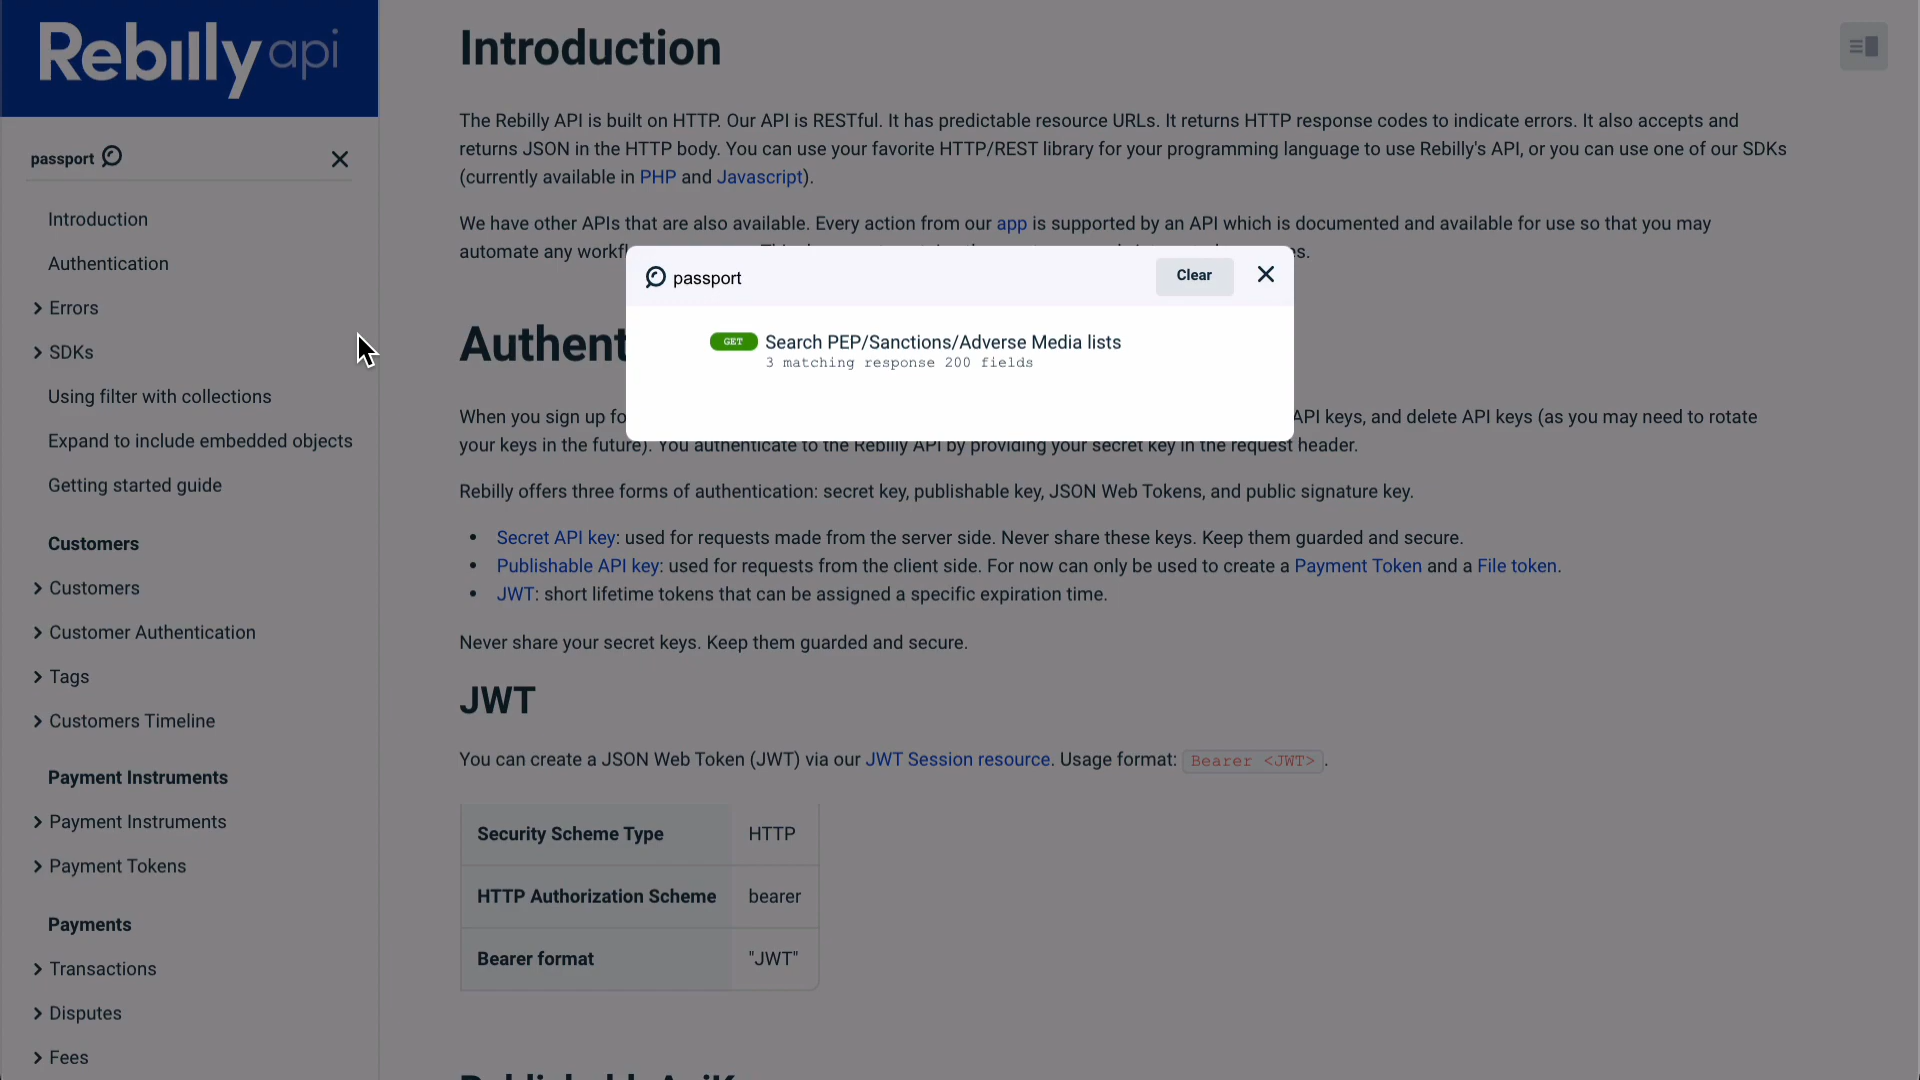 Rebilly api
passport
Introduction
Authentication
Errors
SDKs
Using filter with collections
Expand to include embedded objects
Getting started guide
Customers
Customers
Customer Authentication
Tags
Customers Timeline
Payment Instruments
Payment Instruments
Payment Tokens
Payments
Transactions
Disputes
Fees
Introduction
The Rebilly API is built on HTTP. Our API is RESTful. It has predictable resource URLs. It returns HTTP response codes to indicate errors. It also accepts and
returns JSON in the HTTP body. You can use your favorite HTTP/REST library for your programming language to use Rebilly's API, or you can use one of our SDKs
(currently available in PHP and Javascript).
We have other APIs that are also available. Every action from our app is supported by an API which is documented and available for use so that you may
automate any workf
passport
Clear
GET Search PEP/Sanctions/Adverse Media lists
3 matching response 200 fields
Authent
When you sign up fo API keys, and delete API keys (as you may need to rotate
your keys in the future). You authenticate to the Rebilly API by providing your secret key in the request header.
Rebilly offers three forms of authentication: secret key, publishable key, JSON Web Tokens, and public signature key.
• Secret API key: used for requests made from the server side. Never share these keys. Keep them guarded and secure.
• Publishable API key: used for requests from the client side. For now can only be used to create a Payment Token and a File token.
• JWT: short lifetime tokens that can be assigned a specific expiration time.
Never share your secret keys. Keep them guarded and secure.
JWT
You can create a JSON Web Token (JWT) via our JWT Session resource. Usage format: Bearer <JWT>.
Security Scheme Type HTTP
HTTP Authorization Scheme bearer
Bearer format "JWT"